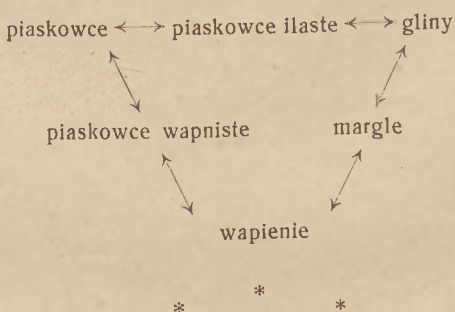 piaskowce ⟷ piaskowce ilaste ⟷ gliny
piaskowce wapniste margle
wapienie
*
* *